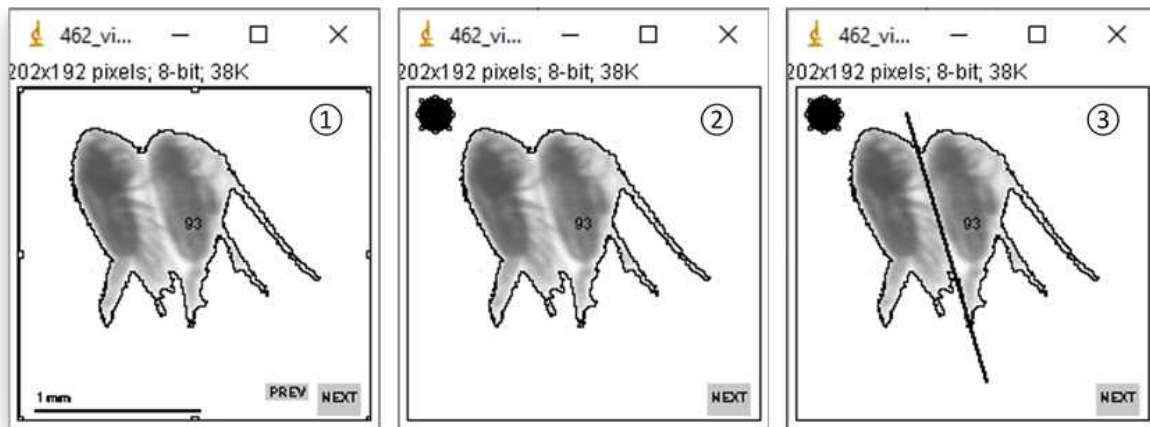 462_vi...
202x192 pixels; 8-bit; 38K
①
93
1 mm
PREV
NEXT
462_vi...
202x192 pixels; 8-bit; 38K
②
93
NEXT
462_vi...
202x192 pixels; 8-bit; 38K
③
93
NEXT